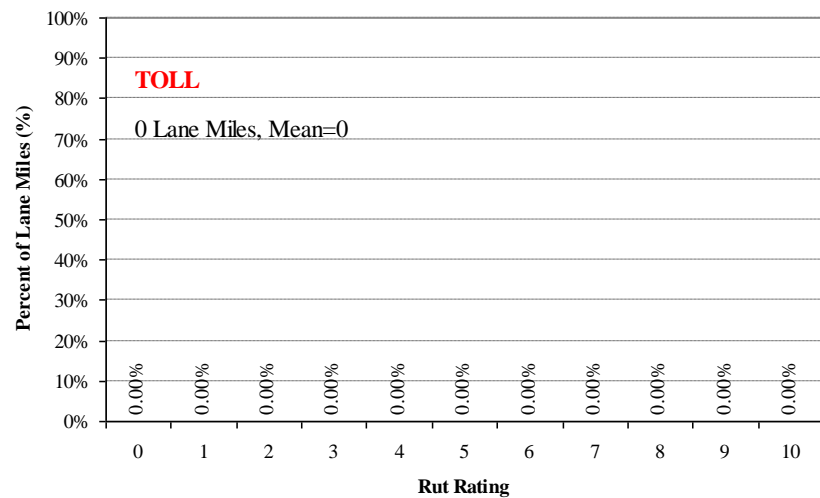 100%
90%
80%
70%
60%
50%
40%
30%
20%
10%
0%
Percent of Lane Miles (%)
TOLL
0 Lane Miles, Mean=0
0.00% 0.00% 0.00% 0.00% 0.00% 0.00% 0.00% 0.00% 0.00% 0.00% 0.00%
0 1 2 3 4 5 6 7 8 9 10
Rut Rating